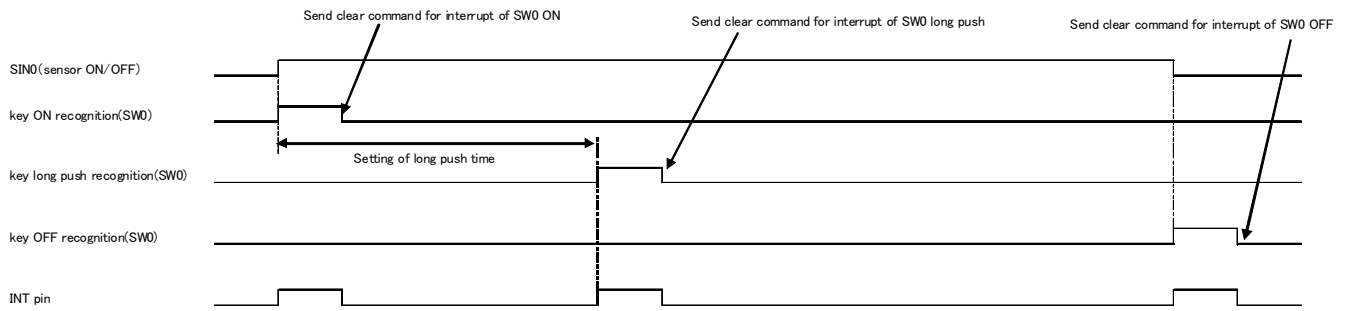 Send clear command for interrupt of SW0 ON
Send clear command for interrupt of SW0 long push
Send clear command for interrupt of SW0 OFF
SIN0(sensor ON/OFF)
key ON recognition(SW0)
Setting of long push time
key long push recognition(SW0)
key OFF recognition(SW0)
INT pin